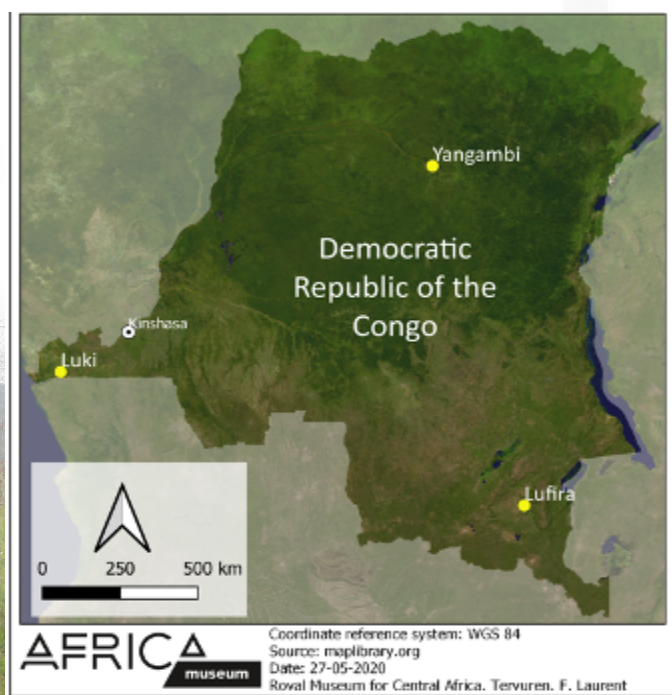 Yangambi
Democratic
Republic of the
Congo
Kinshasa
Luki
Lufira
0 250 500 km
AFRICA
museum
Coordinate reference system: WGS 84
Source: maplibrary.org
Date: 27-05-2020
Royal Museum for Central Africa. Tervuren. F. Laurent